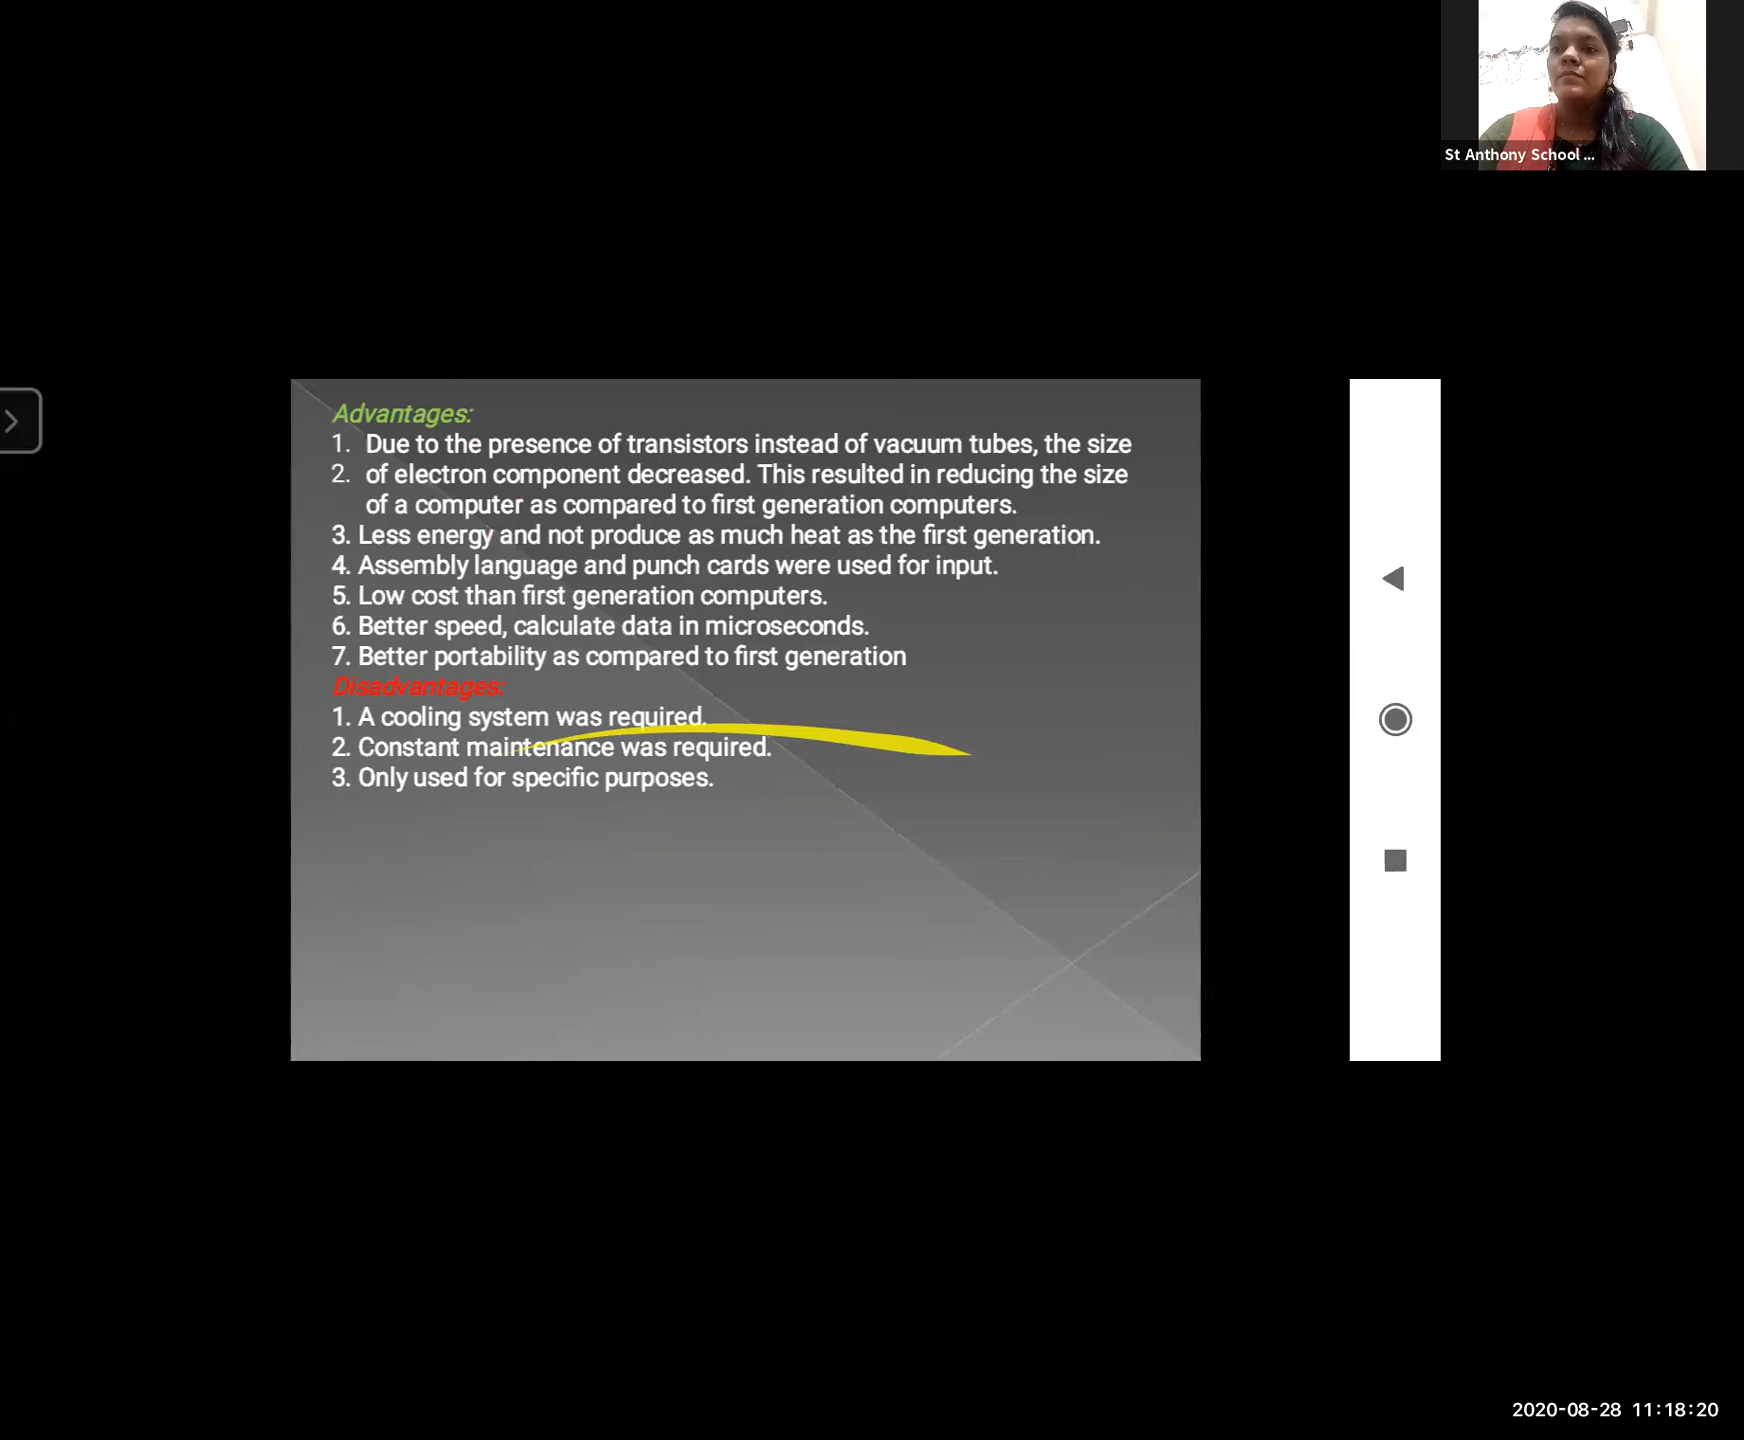 St Anthony School ...
Advantages:
1. Due to the presence of transistors instead of vacuum tubes, the size
2. of electron component decreased. This resulted in reducing the size
of a computer as compared to first generation computers.
3. Less energy and not produce as much heat as the first generation.
4. Assembly language and punch cards were used for input.
5. Low cost than first generation computers.
6. Better speed, calculate data in microseconds.
7. Better portability as compared to first generation
Disadvantages:
1. A cooling system was required.
2. Constant maintenance was required.
3. Only used for specific purposes.
2020-08-28 11:18:20